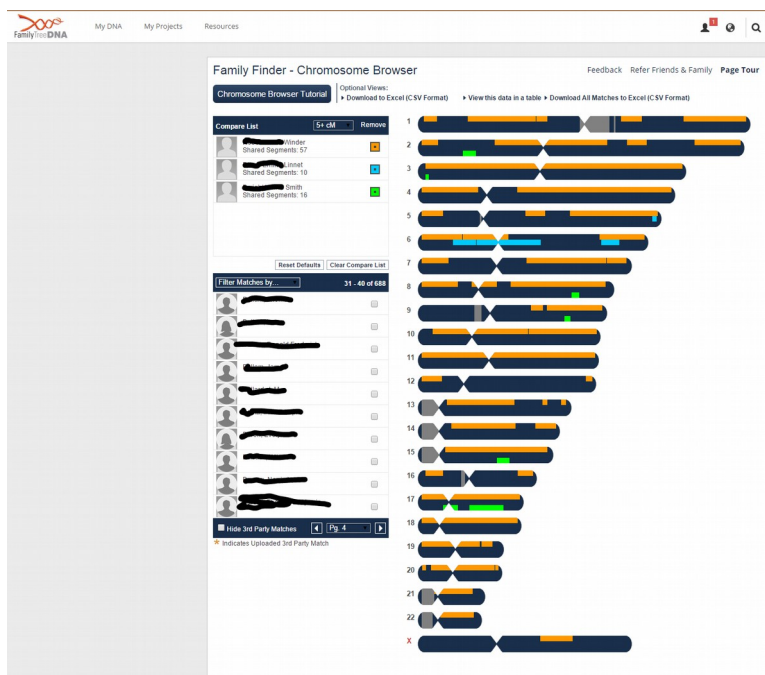 FamilyTreeDNA
My DNA My Projects Resources
1
Family Finder - Chromosome Browser
Feedback Refer Friends & Family Page Tour
Chromosome Browser Tutorial
Optional Views:
▸ Download to Excel (CSV Format) ▸ View this data in a table ▸ Download All Matches to Excel (CSV Format)
Compare List 5+ cM Remove
Winder
Shared Segments: 57
Linnet
Shared Segments: 10
Smith
Shared Segments: 16
Reset Defaults Clear Compare List
Filter Matches by... 31 - 40 of 688
Hide 3rd Party Matches Pg. 4
* Indicates Uploaded 3rd Party Match
1
2
3
4
5
6
7
8
9
10
11
12
13
14
15
16
17
18
19
20
21
22
X